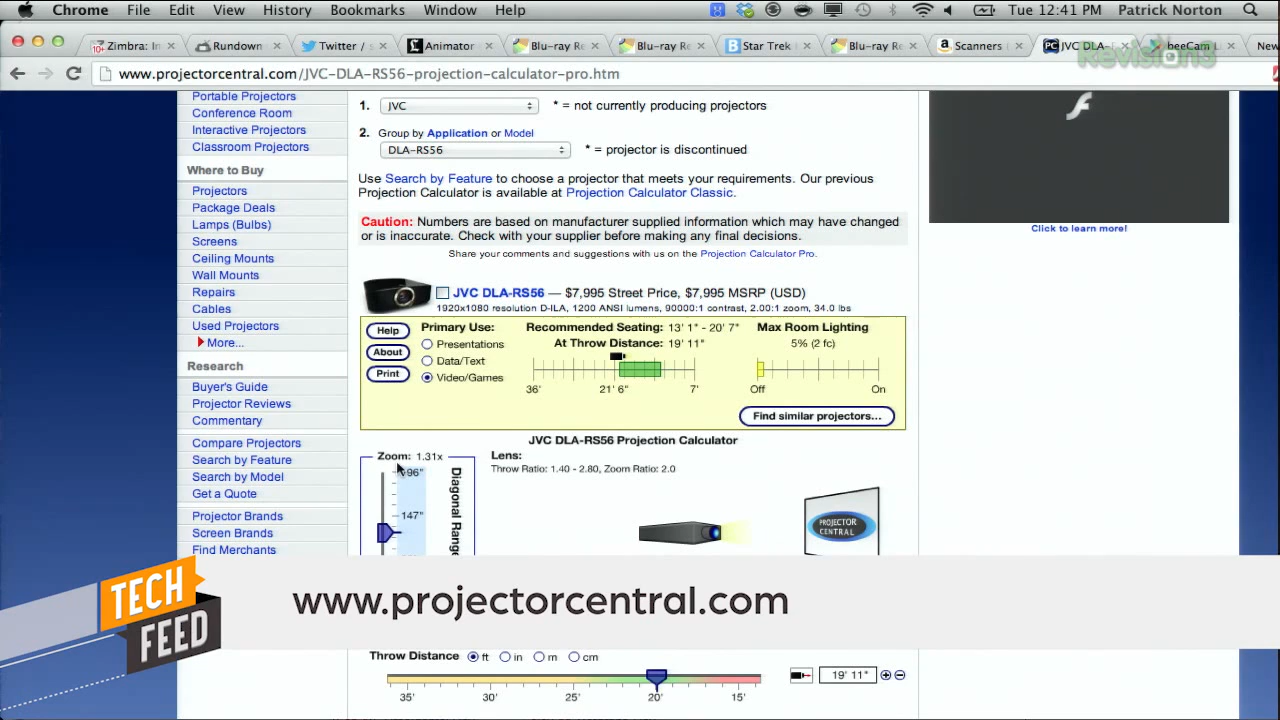 Chrome File Edit View History Bookmarks Window Help Tue 12:41 PM Patrick Norton
Zimbra: In Rundown Twitter / s Animator Blu-ray Re Blu-ray Re Star Trek Blu-ray Re Scanners JVC DLA- beeCam L New
Revision3
www.projectorcentral.com/JVC-DLA-RS56-projection-calculator-pro.htm
Portable Projectors
Conference Room
Interactive Projectors
Classroom Projectors
Where to Buy
Projectors
Package Deals
Lamps (Bulbs)
Screens
Ceiling Mounts
Wall Mounts
Repairs
Cables
Used Projectors
More...
Research
Buyer's Guide
Projector Reviews
Commentary
Compare Projectors
Search by Feature
Search by Model
Get a Quote
Projector Brands
Screen Brands
Find Merchants
1. JVC * = not currently producing projectors
2. Group by Application or Model
DLA-RS56 * = projector is discontinued
Use Search by Feature to choose a projector that meets your requirements. Our previous
Projection Calculator is available at Projection Calculator Classic.
Caution: Numbers are based on manufacturer supplied information which may have changed
or is inaccurate. Check with your supplier before making any final decisions.
Share your comments and suggestions with us on the Projection Calculator Pro.
Click to learn more!
JVC DLA-RS56 — $7,995 Street Price, $7,995 MSRP (USD)
1920x1080 resolution D-ILA, 1200 ANSI lumens, 90000:1 contrast, 2.00:1 zoom, 34.0 lbs
Help
About
Print
Primary Use:
Presentations
Data/Text
Video/Games
Recommended Seating: 13' 1" - 20' 7"
At Throw Distance: 19' 11"
36' 21' 6" 7'
Max Room Lighting
5% (2 fc)
Off On
Find similar projectors...
JVC DLA-RS56 Projection Calculator
Zoom: 1.31x
147"
Diagonal Range
Lens:
Throw Ratio: 1.40 - 2.80, Zoom Ratio: 2.0
PROJECTOR
CENTRAL
TECH
FEED
www.projectorcentral.com
Throw Distance ft in m cm
19' 11"
35' 30' 25' 20' 15'